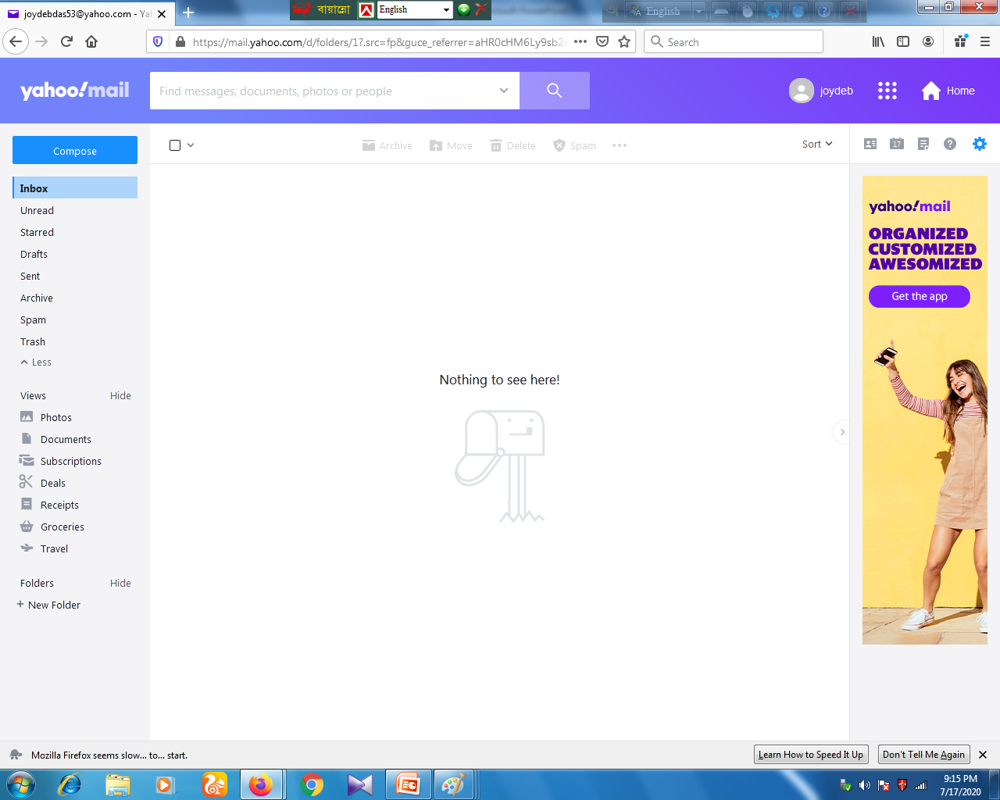 joydebdas53@yahoo.com - Ya
বায়ান্নো
English
English
https://mail.yahoo.com/d/folders/1?.src=fp&guce_referrer=aHR0cHM6Ly9sb2
Search
yahoo!mail
Find messages, documents, photos or people
joydeb
Home
Compose
Archive
Move
Delete
Spam
Sort
17
Inbox
Unread
Starred
Drafts
Sent
Archive
Spam
Trash
Less
Views
Hide
Photos
Documents
Subscriptions
Deals
Receipts
Groceries
Travel
Folders
Hide
+ New Folder
Nothing to see here!
yahoo!mail
ORGANIZED
CUSTOMIZED
AWESOMIZED
Get the app
Mozilla Firefox seems slow... to... start.
Learn How to Speed It Up
Don't Tell Me Again
9:15 PM
7/17/2020